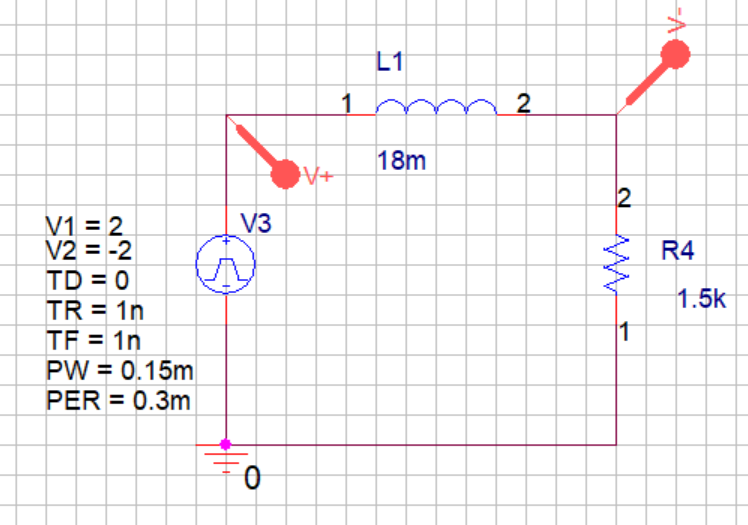 V-
L1
1
2
18m
V+
2
V3
V1 = 2
V2 = -2
TD = 0
TR = 1n
TF = 1n
PW = 0.15m
PER = 0.3m
R4
1.5k
1
0